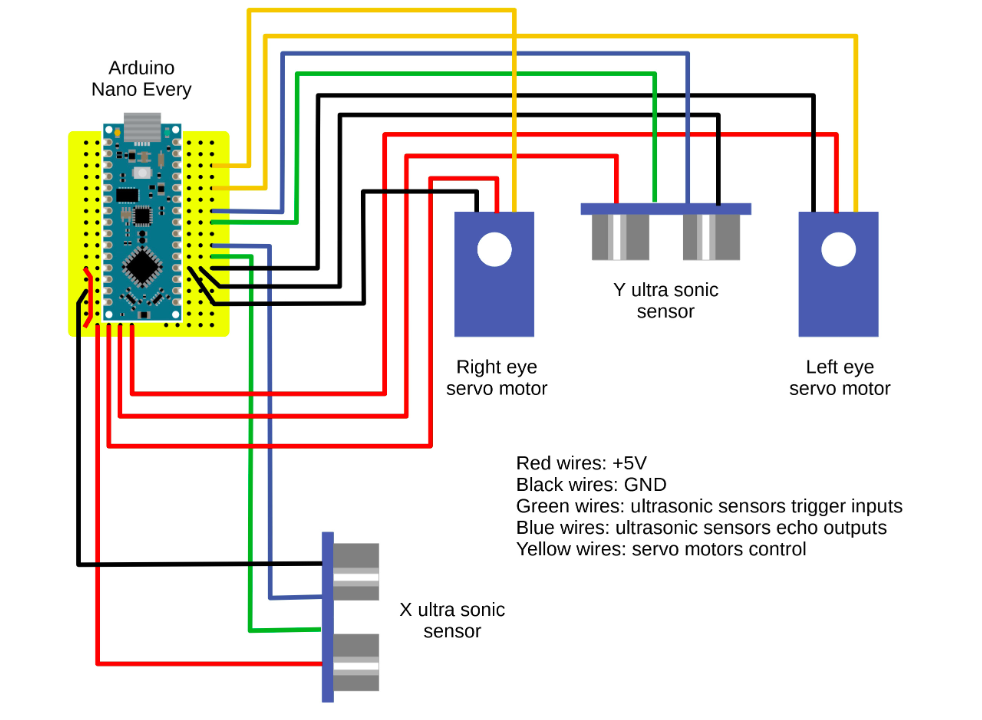 Arduino
Nano Every
Y ultra sonic
sensor
Right eye
servo motor
Left eye
servo motor
Red wires: +5V
Black wires: GND
Green wires: ultrasonic sensors trigger inputs
Blue wires: ultrasonic sensors echo outputs
Yellow wires: servo motors control
X ultra sonic
sensor